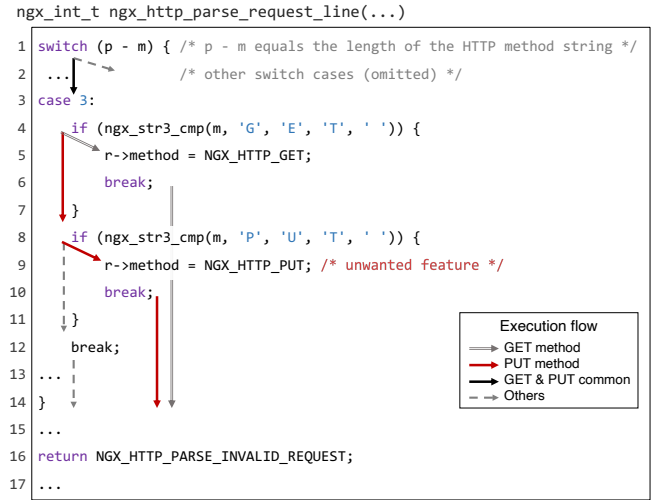 ngx_int_t ngx_http_parse_request_line(...)
1 switch (p - m) { /* p - m equals the length of the HTTP method string */
2 ... /* other switch cases (omitted) */
3 case 3:
4 if (ngx_str3_cmp(m, 'G', 'E', 'T', ' ')) {
5 r->method = NGX_HTTP_GET;
6 break;
7 }
8 if (ngx_str3_cmp(m, 'P', 'U', 'T', ' ')) {
9 r->method = NGX_HTTP_PUT; /* unwanted feature */
10 break;
11 }
12 break;
13 ...
14 }
15 ...
16 return NGX_HTTP_PARSE_INVALID_REQUEST;
17 ...
Execution flow
GET method
PUT method
GET & PUT common
Others